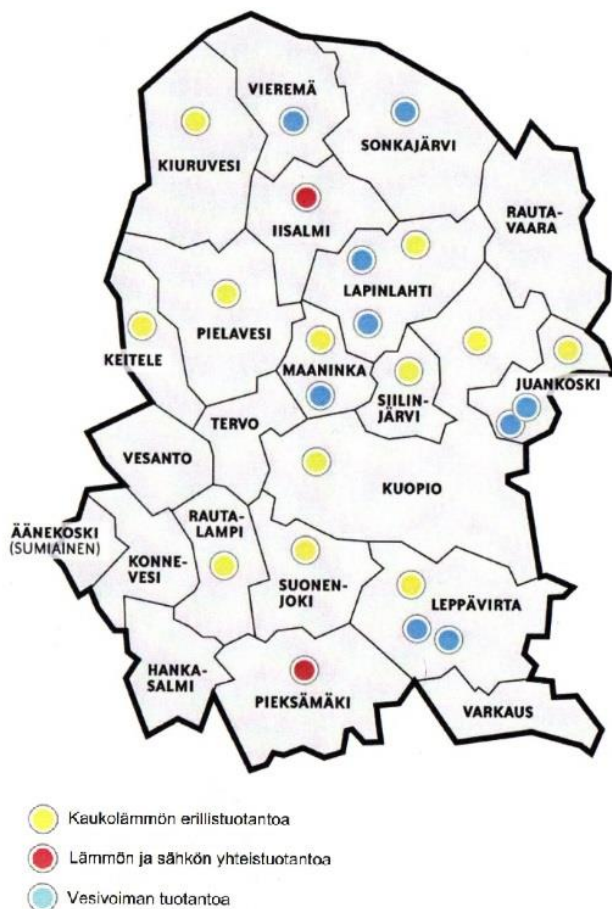 VIEREMÄ
SONKAJÄRVI
KIURUVESI
RAUTA-
VAARA
IISALMI
LAPINLAHTI
PIELAVESI
KEITELE
MAANINKA
JUANKOSKI
SIILIN-
JÄRVI
TERVO
VESANTO
KUOPIO
RAUTA-
LAMPI
ÄÄNEKOSKI
(SUMIAINEN)
KONNE-
VESI
SUONEN-
JOKI
LEPPÄVIRTA
HANKA-
SALMI
PIEKSÄMÄKI
VARKAUS
Kaukolämmön erillistuotantoa
Lämmön ja sähkön yhteistuotantoa
Vesivoiman tuotantoa